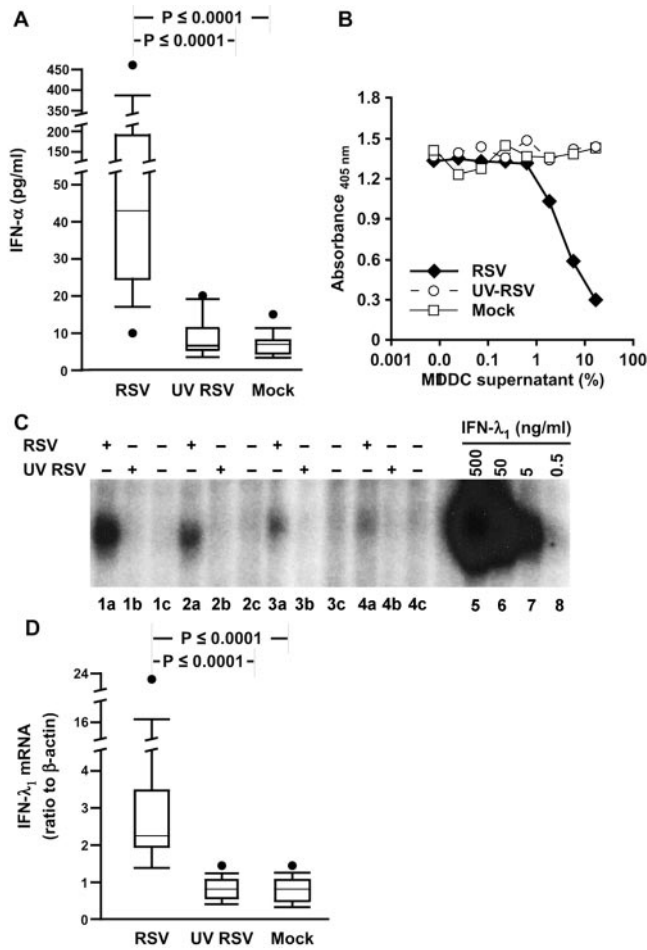 A
P ≤ 0.0001
P ≤ 0.0001
IFN-α (pg/ml)
450
400
350
300
200
150
100
50
40
30
20
10
0
RSV UV RSV Mock
B
Absorbance 405 nm
1.8
1.5
1.2
0.9
0.6
0.3
0
RSV
UV-RSV
Mock
0.001 0.01 0.1 1 10 100
MDDC supernatant (%)
C
IFN-λ1 (ng/ml)
RSV + – – + – – + – – + – –
UV RSV – + – – + – – + – – + –
500 50 5 0.5
1a 1b 1c 2a 2b 2c 3a 3b 3c 4a 4b 4c 5 6 7 8
D
P ≤ 0.0001
P ≤ 0.0001
IFN-λ1 mRNA
(ratio to β-actin)
24
16
4
3
2
1
0
RSV UV RSV Mock